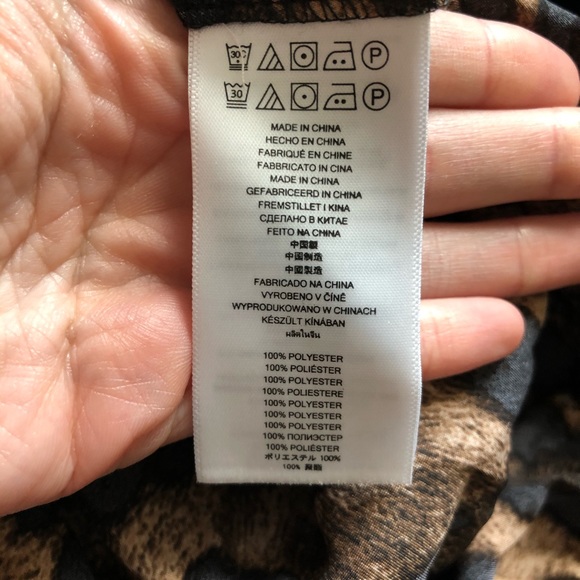 30 P
30 P
MADE IN CHINA
HECHO EN CHINA
FABRIQUÉ EN CHINE
FABBRICATO IN CINA
MADE IN CHINA
GEFABRICEERD IN CHINA
FREMSTILLET I KINA
СДЕЛАНО В КИТАЕ
FEITO NA CHINA
中国製
中国制造
中國製造
FABRICADO NA CHINA
VYROBENO V ČÍNĚ
WYPRODUKOWANO W CHINACH
KÉSZÜLT KÍNÁBAN
ผลิตในจีน
100% POLYESTER
100% POLIÉSTER
100% POLYESTER
100% POLIESTERE
100% POLYESTER
100% POLYESTER
100% POLYESTER
100% ПОЛИЭСТЕР
100% POLIÉSTER
ポリエステル 100%
100%